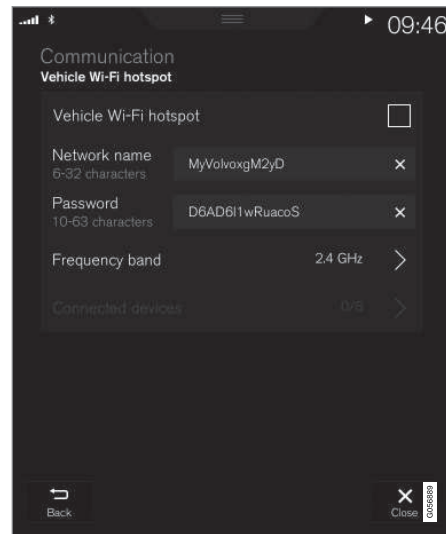 09:46
Communication
Vehicle Wi-Fi hotspot
Vehicle Wi-Fi hotspot
Network name
6-32 characters
MyVolvoxgM2yD
Password
10-63 characters
D6AD6l1wRuacoS
Frequency band 2.4 GHz
Connected devices 0/8
Back
Close
G056889